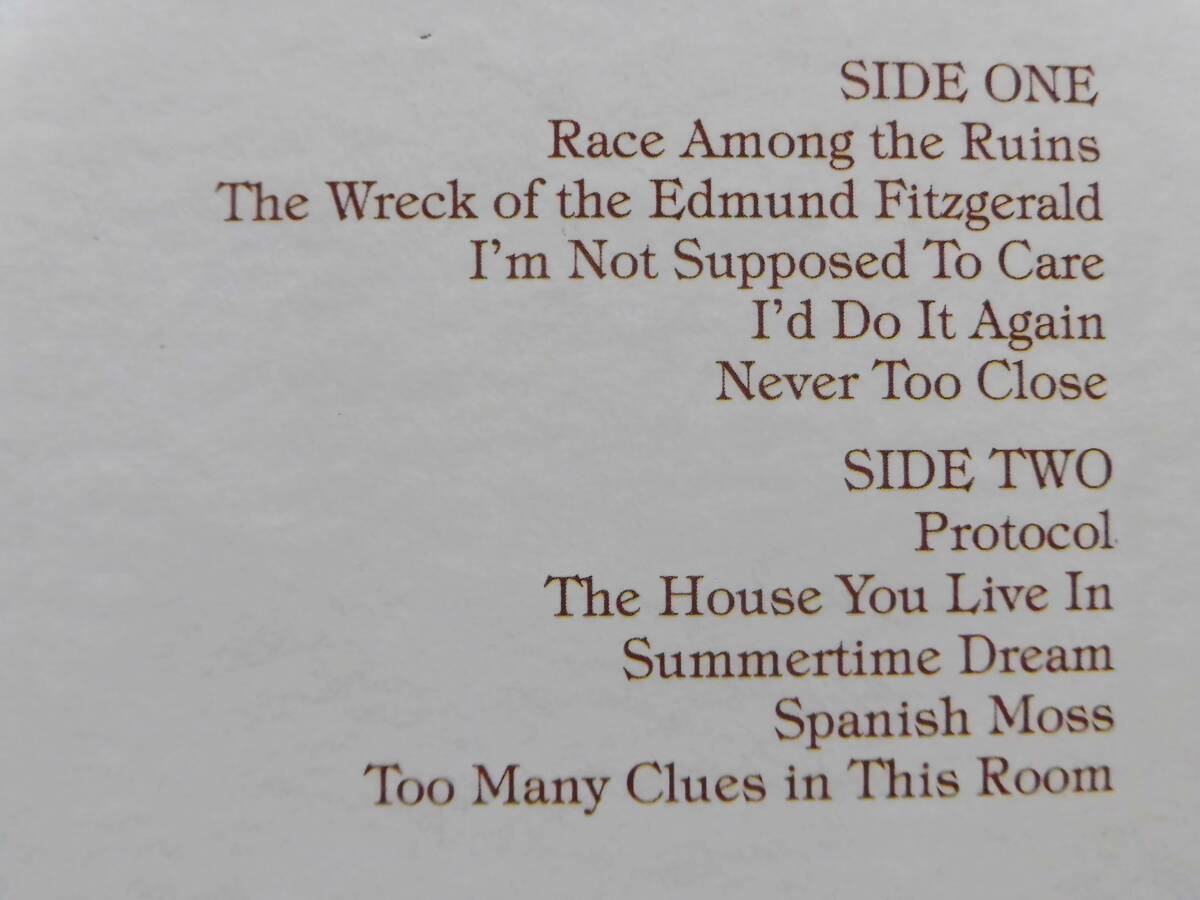 SIDE ONE
Race Among the Ruins
The Wreck of the Edmund Fitzgerald
I'm Not Supposed To Care
I'd Do It Again
Never Too Close
SIDE TWO
Protocol
The House You Live In
Summertime Dream
Spanish Moss
Too Many Clues in This Room